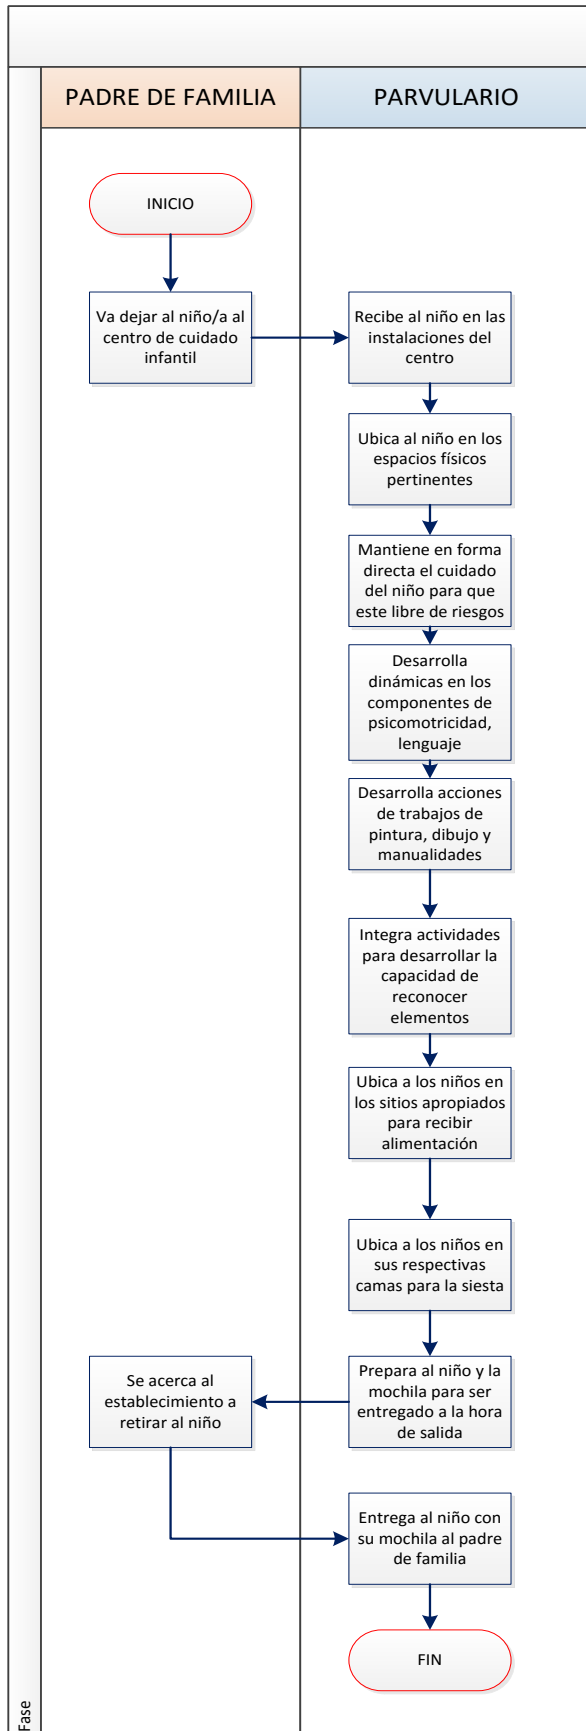 PADRE DE FAMILIA
PARVULARIO
INICIO
Va dejar al niño/a al
centro de cuidado
infantil
Recibe al niño en las
instalaciones del
centro
Ubica al niño en los
espacios físicos
pertinentes
Mantiene en forma
directa el cuidado
del niño para que
este libre de riesgos
Desarrolla
dinámicas en los
componentes de
psicomotricidad,
lenguaje
Desarrolla acciones
de trabajos de
pintura, dibujo y
manualidades
Integra actividades
para desarrollar la
capacidad de
reconocer
elementos
Ubica a los niños en
los sitios apropiados
para recibir
alimentación
Ubica a los niños en
sus respectivas
camas para la siesta
Prepara al niño y la
mochila para ser
entregado a la hora
de salida
Se acerca al
establecimiento a
retirar al niño
Entrega al niño con
su mochila al padre
de familia
FIN
Fase